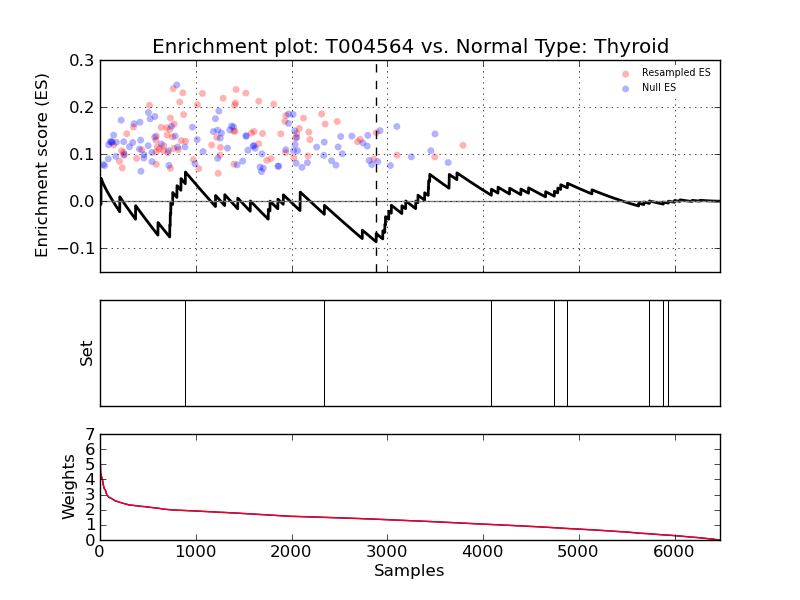 Enrichment plot: T004564 vs. Normal Type: Thyroid
0.3
0.2
0.1
0.0
−0.1
Enrichment score (ES)
Resampled ES
Null ES
Set
7
6
5
4
3
2
1
0
Weights
0 1000 2000 3000 4000 5000 6000
Samples